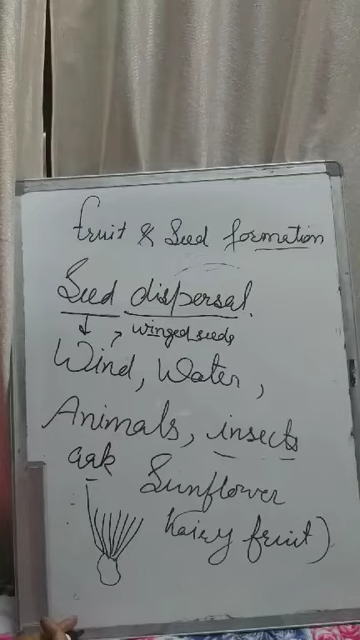 Fruit & Seed formation
Seed dispersal.
winged seeds
Wind, Water,
Animals, insects
aak Sunflower
hairy fruit)